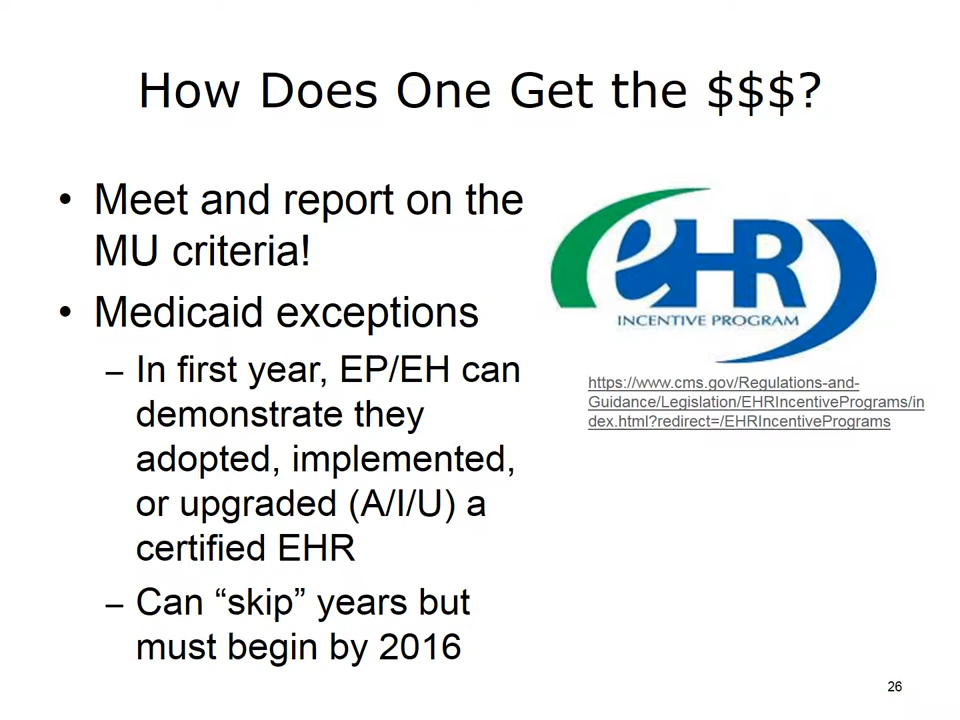 How Does One Get the $$$?
• Meet and report on the
MU criteria!
• Medicaid exceptions
– In first year, EP/EH can
demonstrate they
adopted, implemented,
or upgraded (A/I/U) a
certified EHR
– Can “skip” years but
must begin by 2016
eHR
INCENTIVE PROGRAM
https://www.cms.gov/Regulations-and-
Guidance/Legislation/EHRIncentivePrograms/in
dex.html?redirect=/EHRIncentivePrograms
26